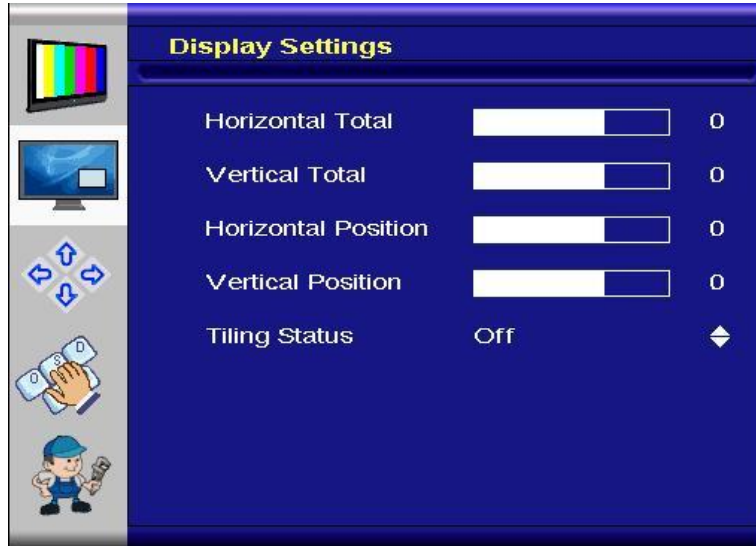 Display Settings
Horizontal Total 0
Vertical Total 0
Horizontal Position 0
Vertical Position 0
Tiling Status Off
O S D